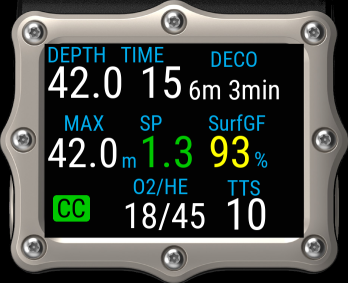 DEPTH TIME DECO
42.0 15 6m 3min
MAX SP SurfGF
42.0m 1.3 93%
O2/HE TTS
CC 18/45 10